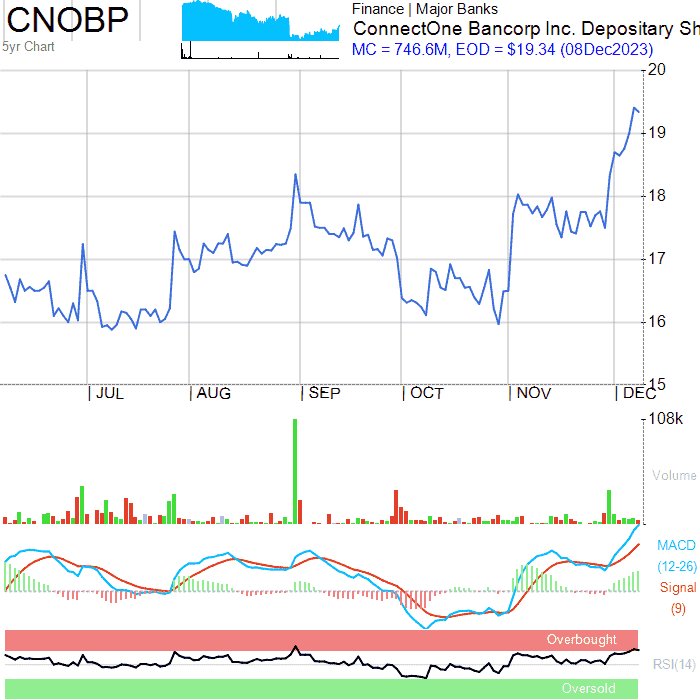 CNOBP
5yr Chart
Finance | Major Banks
ConnectOne Bancorp Inc. Depositary Sh
MC = 746.6M, EOD = $19.34 (08Dec2023)
20
19
18
17
16
15
JUL AUG SEP OCT NOV DEC
108k
Volume
MACD
(12-26)
Signal
(9)
Overbought
RSI(14)
Oversold